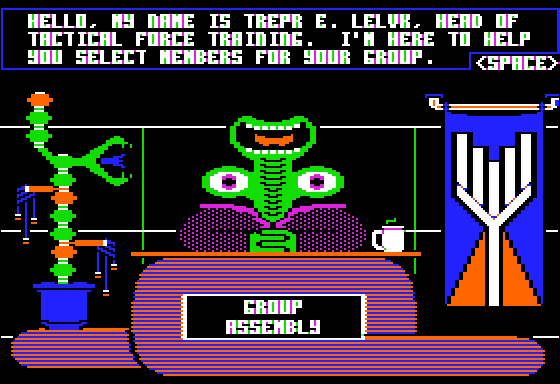 HELLO, MY NAME IS TREPR E. LELVK, HEAD OF
TACTICAL FORCE TRAINING. I'M HERE TO HELP
YOU SELECT MEMBERS FOR YOUR GROUP.
<SPACE>
GROUP
ASSEMBLY